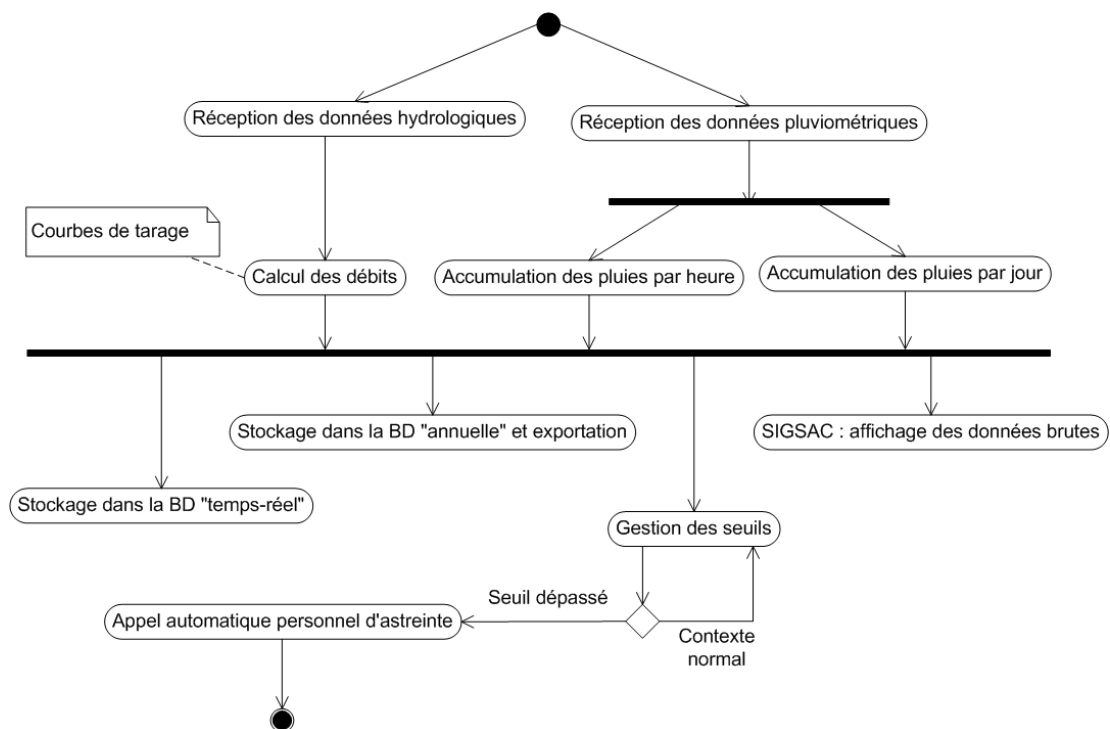 Réception des données hydrologiques
Réception des données pluviométriques
Courbes de tarage
Calcul des débits
Accumulation des pluies par heure
Accumulation des pluies par jour
Stockage dans la BD "annuelle" et exportation
SIGSAC : affichage des données brutes
Stockage dans la BD "temps-réel"
Gestion des seuils
Seuil dépassé
Appel automatique personnel d'astreinte
Contexte
normal